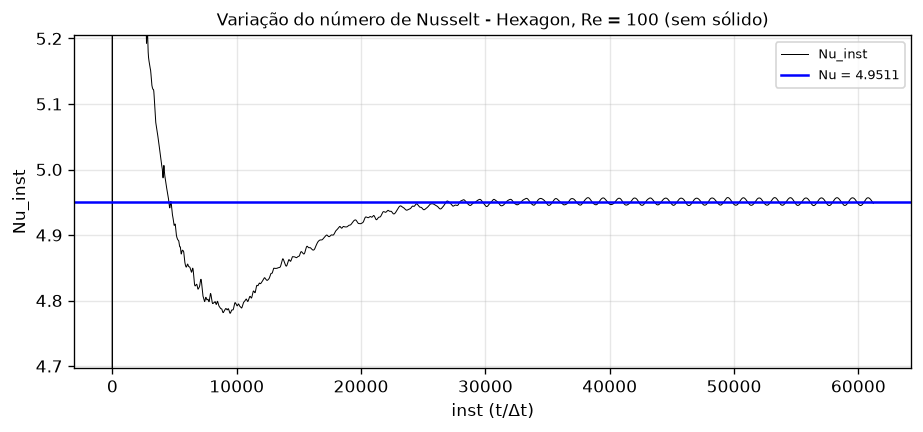 Variação do número de Nusselt - Hexagon, Re = 100 (sem sólido)
Nu_inst
Nu = 4.9511
5.2
5.1
5.0
4.9
4.8
4.7
Nu_inst
0 10000 20000 30000 40000 50000 60000
inst (t/Δt)